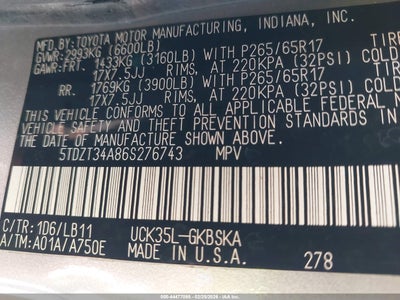 MFD.BY:TOYOTA MOTOR MANUFACTURING, INDIANA, INC.
GVWR:2993KG (6600LB)
GAWR:FRT. 1433KG (3160LB) WITH P265/65R17 TIRE
17X7.5JJ RIMS, AT 220KPA (32PSI) COLD
RR. 1769KG (3900LB) WITH P265/65R17 TIRE
17X7.5JJ RIMS, AT 220KPA (32PSI) COLD
THIS VEHICLE CONFORMS TO ALL APPLICABLE FEDERAL
VEHICLE SAFETY STANDARDS IN EFFECT ON
THE DATE OF MANUFACTURE SHOWN ABOVE.
5TDZT34A86S276743 MPV
C/TR:1D6/LB11 UCK35L-GKBSKA
A/TM:A01A/A750E MADE IN U.S.A. 278